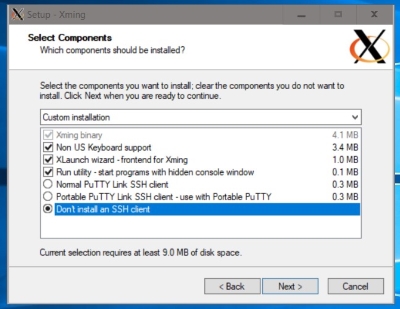 Setup - Xming
Select Components
Which components should be installed?
Select the components you want to install; clear the components you do not want to
install. Click Next when you are ready to continue.
Custom installation
Xming binary 4.1 MB
Non US Keyboard support 3.4 MB
XLaunch wizard - frontend for Xming 1.0 MB
Run utility - start programs with hidden console window 0.1 MB
Normal PuTTY Link SSH client 0.3 MB
Portable PuTTY Link SSH client - use with Portable PuTTY 0.3 MB
Don't install an SSH client
Current selection requires at least 9.0 MB of disk space.
< Back Next > Cancel